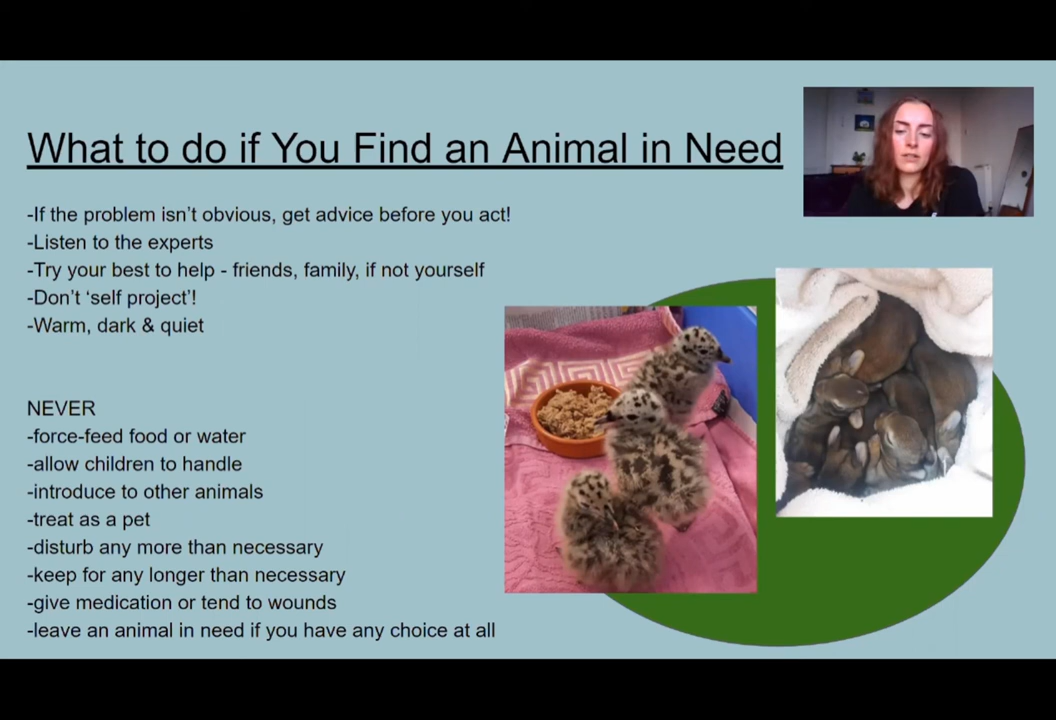 What to do if You Find an Animal in Need
-If the problem isn't obvious, get advice before you act!
-Listen to the experts
-Try your best to help - friends, family, if not yourself
-Don't ‘self project’!
-Warm, dark & quiet
NEVER
-force-feed food or water
-allow children to handle
-introduce to other animals
-treat as a pet
-disturb any more than necessary
-keep for any longer than necessary
-give medication or tend to wounds
-leave an animal in need if you have any choice at all